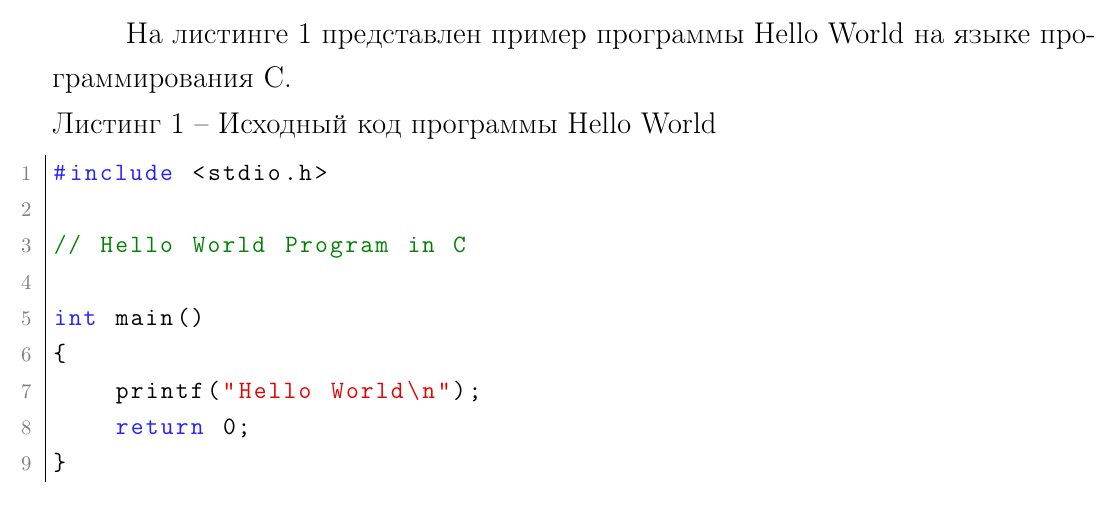 На листинге 1 представлен пример программы Hello World на языке про-
граммирования C.
Листинг 1 – Исходный код программы Hello World
1 #include <stdio.h>
2
3 // Hello World Program in C
4
5 int main()
6 {
7     printf("Hello World\n");
8     return 0;
9 }